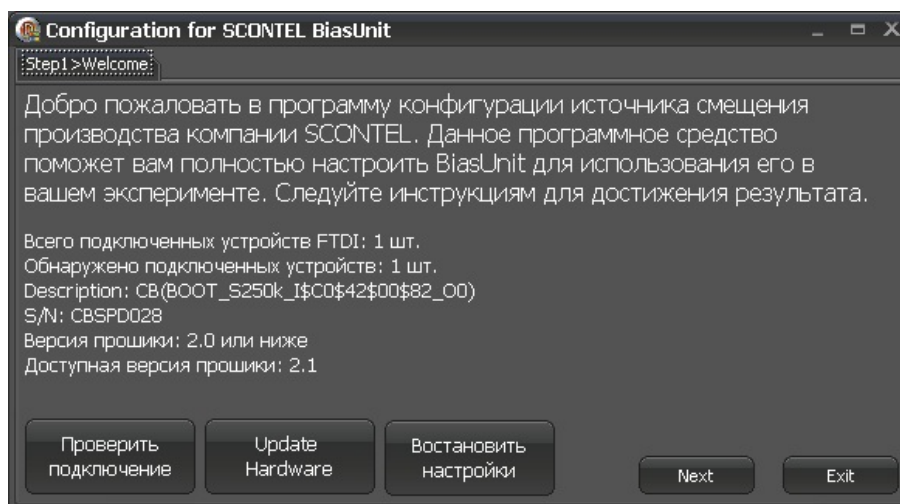 Configuration for SCONTEL BiasUnit
Step1>Welcome
Добро пожаловать в программу конфигурации источника смещения
производства компании SCONTEL. Данное программное средство
поможет вам полностью настроить BiasUnit для использования его в
вашем эксперименте. Следуйте инструкциям для достижения результата.
Всего подключенных устройств FTDI: 1 шт.
Обнаружено подключенных устройств: 1 шт.
Description: CB(BOOT_S250k_I$C0$42$00$82_O0)
S/N: CBSPD028
Версия прошики: 2.0 или ниже
Доступная версия прошики: 2.1
Проверить
подключение
Update
Hardware
Востановить
настройки
Next
Exit